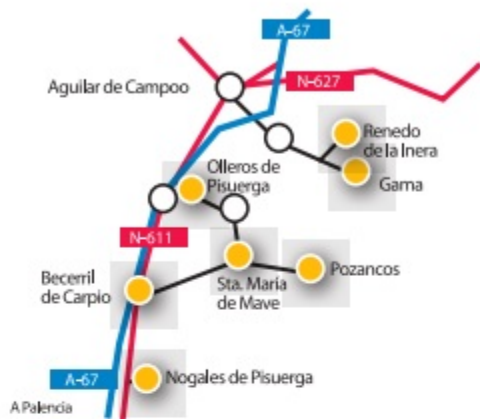 A-67
Aguilar de Campoo
N-627
Renedo
de la Inera
Gama
Olleros de
Pisuerga
N-611
Becerril
de Carpio
Sta. María
de Mave
Pozancos
A-67
Nogales de Pisuerga
A Palencia